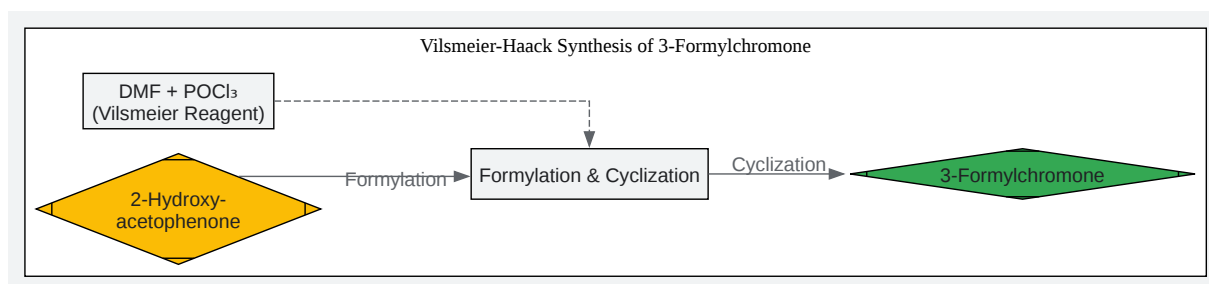 Vilsmeier-Haack Synthesis of 3-Formylchromone
DMF + POCl₃
(Vilsmeier Reagent)
2-Hydroxy-
acetophenone
Formylation
Formylation & Cyclization
Cyclization
3-Formylchromone